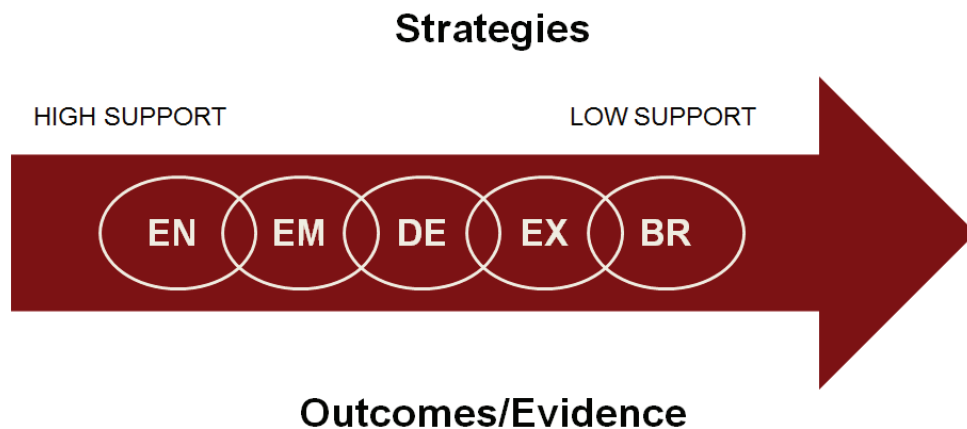 Strategies
HIGH SUPPORT LOW SUPPORT
EN EM DE EX BR
Outcomes/Evidence